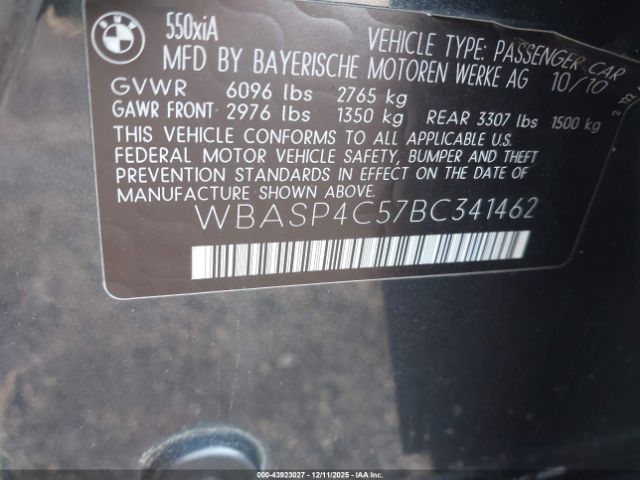 BMW
550xiA
VEHICLE TYPE: PASSENGER CAR
MFD BY BAYERISCHE MOTOREN WERKE AG 10/10
GVWR 6096 lbs 2765 kg
GAWR FRONT 2976 lbs 1350 kg REAR 3307 lbs 1500 kg
THIS VEHICLE CONFORMS TO ALL APPLICABLE U.S.
FEDERAL MOTOR VEHICLE SAFETY, BUMPER AND THEFT
PREVENTION STANDARDS IN EFFECT ON THE DATE OF
MANUFACTURE SHOWN ABOVE.
WBASP4C57BC341462
000-43923027 - 12/11/2025 - IAAI.COM